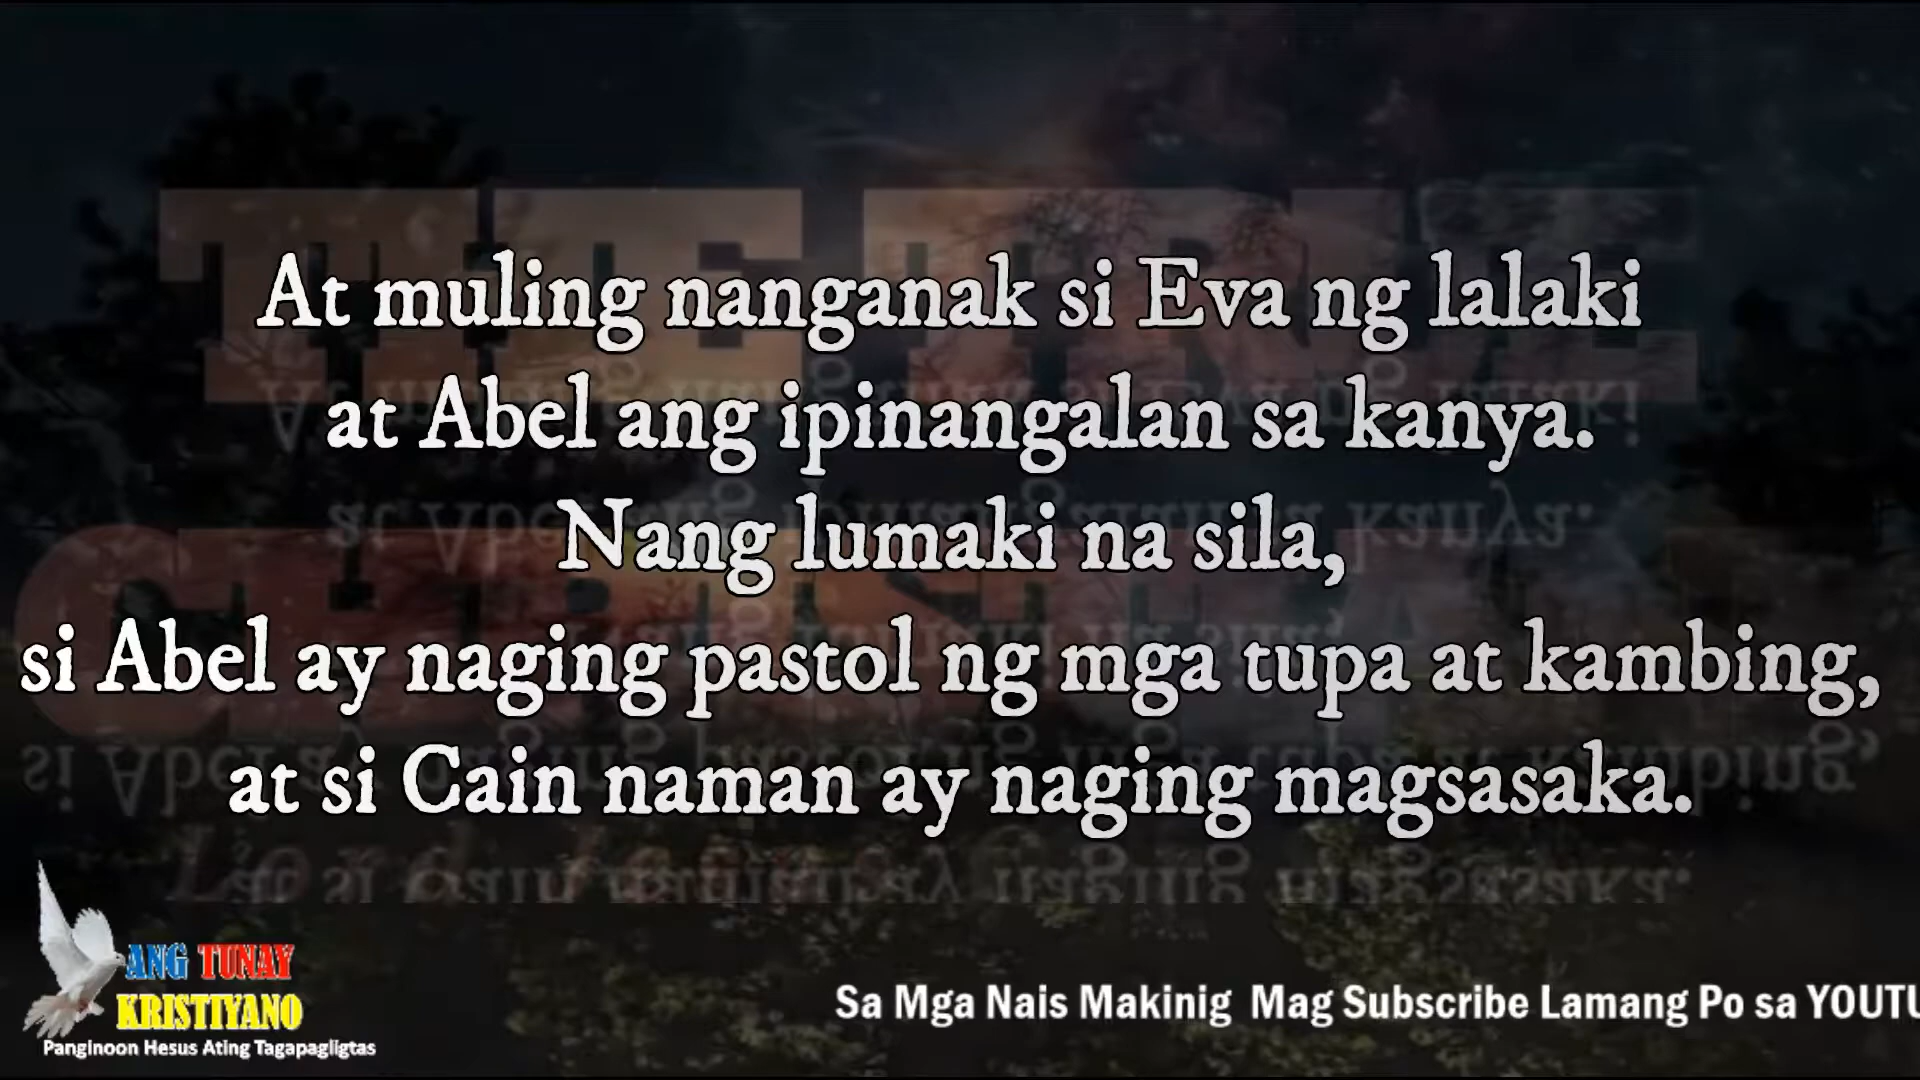 At muling nanganak si Eva ng lalaki
at Abel ang ipinangalan sa kanya.
Nang lumaki na sila,
si Abel ay naging pastol ng mga tupa at kambing,
at si Cain naman ay naging magsasaka.
ANG TUNAY
KRISTIYANO
Panginoon Hesus Ating Tagapagligtas
Sa Mga Nais Makinig Mag Subscribe Lamang Po sa